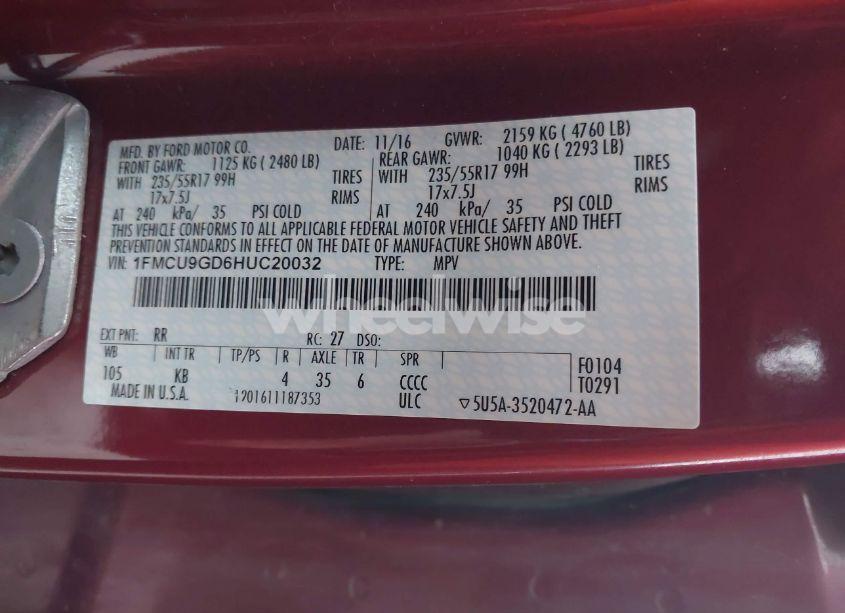 MFD. BY FORD MOTOR CO. DATE: 11/16 GVWR: 2159 KG ( 4760 LB)
FRONT GAWR: 1125 KG ( 2480 LB) REAR GAWR: 1040 KG ( 2293 LB)
WITH 235/55R17 99H TIRES WITH 235/55R17 99H TIRES
17x7.5J RIMS 17x7.5J RIMS
AT 240 kPa/ 35 PSI COLD AT 240 kPa/ 35 PSI COLD
THIS VEHICLE CONFORMS TO ALL APPLICABLE FEDERAL MOTOR VEHICLE SAFETY AND THEFT
PREVENTION STANDARDS IN EFFECT ON THE DATE OF MANUFACTURE SHOWN ABOVE.
VIN: 1FMCU9GD6HUC20032 TYPE: MPV
wheelwise
EXT PNT: RR RC: 27 DSO:
WB INT TR TP/PS R AXLE TR SPR F0104
105 KB 4 35 6 CCCC T0291
MADE IN U.S.A. 1201611187353 ULC ▽5U5A-3520472-AA